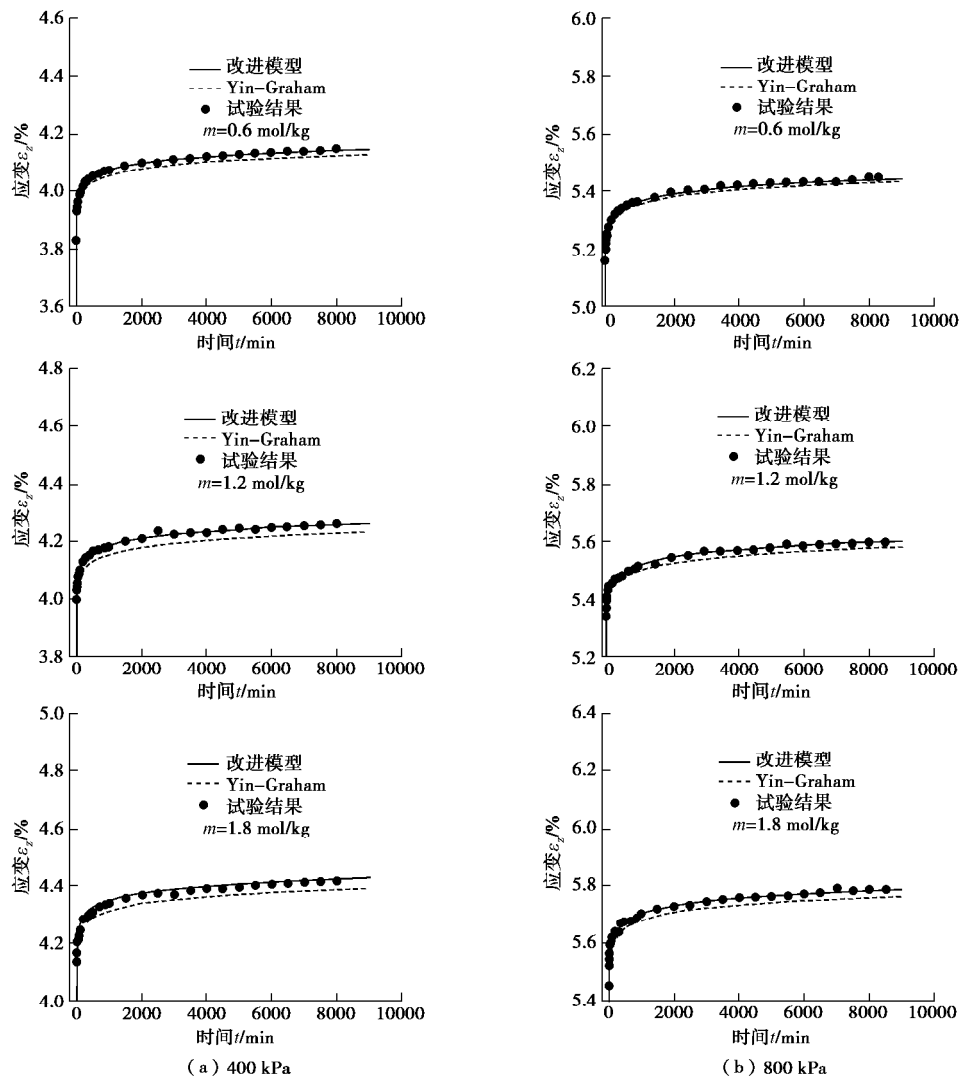 4.6
4.4
4.2
4.0
3.8
3.6
应变εz/%
改进模型
Yin-Graham
试验结果
m=0.6 mol/kg
0 2000 4000 6000 8000 10000
时间t/min
6.0
5.8
5.6
5.4
5.2
5.0
应变εz/%
改进模型
Yin-Graham
试验结果
m=0.6 mol/kg
0 2000 4000 6000 8000 10000
时间t/min
4.8
4.6
4.4
4.2
4.0
3.8
应变εz/%
改进模型
Yin-Graham
试验结果
m=1.2 mol/kg
0 2000 4000 6000 8000 10000
时间t/min
6.2
6.0
5.8
5.6
5.4
5.2
应变εz/%
改进模型
Yin-Graham
试验结果
m=1.2 mol/kg
0 2000 4000 6000 8000 10000
时间t/min
5.0
4.8
4.6
4.4
4.2
4.0
应变εz/%
改进模型
Yin-Graham
试验结果
m=1.8 mol/kg
0 2000 4000 6000 8000 10000
时间t/min
(a) 400 kPa
6.4
6.2
6.0
5.8
5.6
5.4
应变εz/%
改进模型
Yin-Graham
试验结果
m=1.8 mol/kg
0 2000 4000 6000 8000 10000
时间t/min
(b) 800 kPa